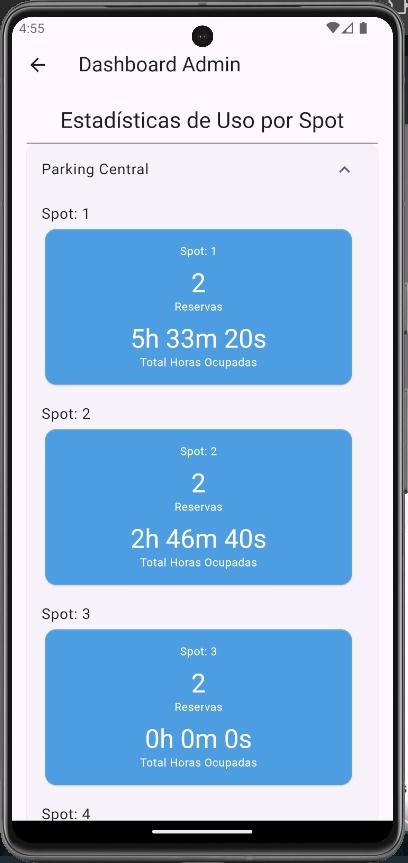 4:55
Dashboard Admin
Estadísticas de Uso por Spot
Parking Central
Spot: 1
Spot: 1
2
Reservas
5h 33m 20s
Total Horas Ocupadas
Spot: 2
Spot: 2
2
Reservas
2h 46m 40s
Total Horas Ocupadas
Spot: 3
Spot: 3
2
Reservas
0h 0m 0s
Total Horas Ocupadas
Spot: 4